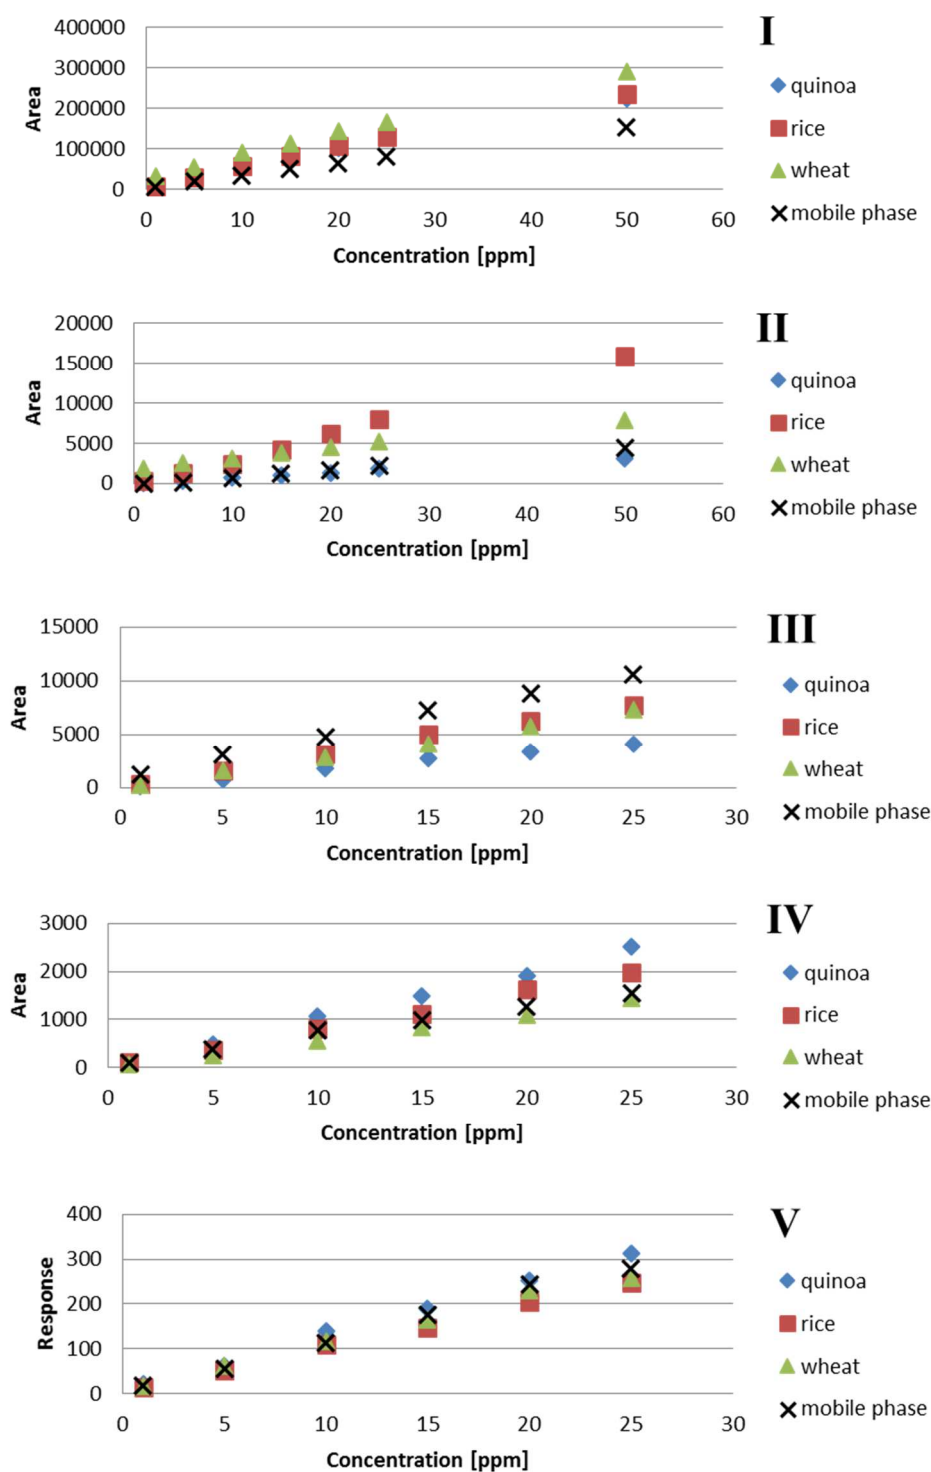 I
400000
300000
200000
100000
0
Area
0 10 20 30 40 50 60
Concentration [ppm]
quinoa
rice
wheat
mobile phase
II
20000
15000
10000
5000
0
Area
0 10 20 30 40 50 60
Concentration [ppm]
quinoa
rice
wheat
mobile phase
III
15000
10000
5000
0
Area
0 5 10 15 20 25 30
Concentration [ppm]
quinoa
rice
wheat
mobile phase
IV
3000
2000
1000
0
Area
0 5 10 15 20 25 30
Concentration [ppm]
quinoa
rice
wheat
mobile phase
V
400
300
200
100
0
Response
0 5 10 15 20 25 30
Concentration [ppm]
quinoa
rice
wheat
mobile phase